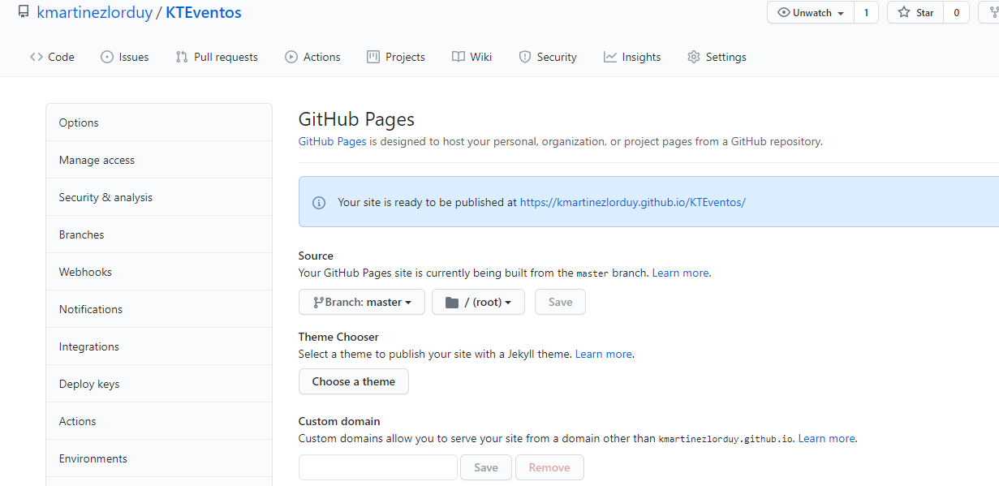 kmartinezlorduy / KTEventos
Unwatch 1 Star 0
Code Issues Pull requests Actions Projects Wiki Security Insights Settings
Options
Manage access
Security & analysis
Branches
Webhooks
Notifications
Integrations
Deploy keys
Actions
Environments
GitHub Pages
GitHub Pages is designed to host your personal, organization, or project pages from a GitHub repository.
Your site is ready to be published at https://kmartinezlorduy.github.io/KTEventos/
Source
Your GitHub Pages site is currently being built from the master branch. Learn more.
Branch: master / (root) Save
Theme Chooser
Select a theme to publish your site with a Jekyll theme. Learn more.
Choose a theme
Custom domain
Custom domains allow you to serve your site from a domain other than kmartinezlorduy.github.io. Learn more.
Save Remove